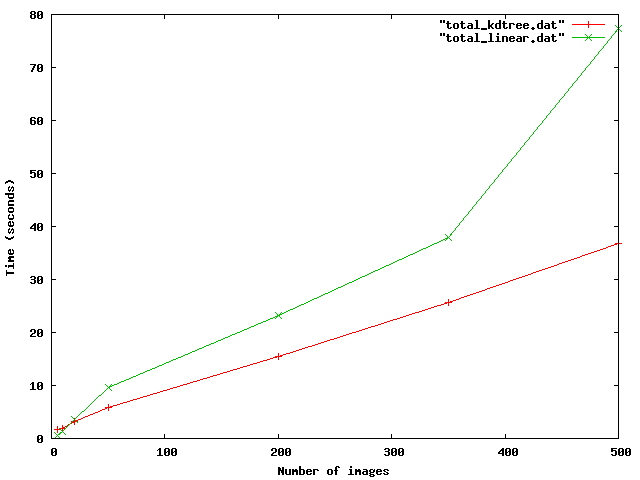 80
"total_kdtree.dat"
"total_linear.dat"
70
60
50
40
30
20
10
0
Time (seconds)
0 100 200 300 400 500
Number of images